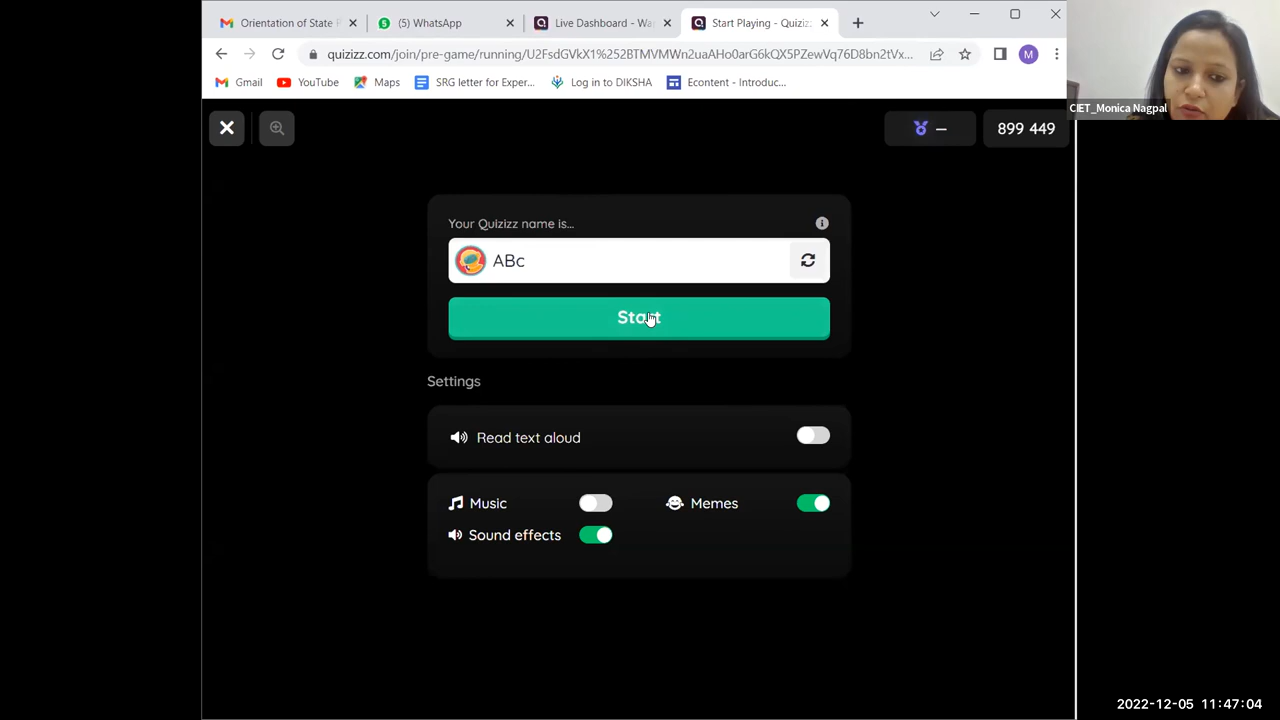 Orientation of State P
(5) WhatsApp
Live Dashboard - Way
Start Playing - Quizizz
quizizz.com/join/pre-game/running/U2FsdGVkX1%252BTMVMWn2uaAHo0arG6kQX5PZewVq76D8bn2tVx...
M
Gmail
YouTube
Maps
SRG letter for Exper...
Log in to DIKSHA
Econtent - Introduc...
CIET_Monica Nagpal
899 449
Your Quizizz name is...
ABc
Start
Settings
Read text aloud
Music
Memes
Sound effects
2022-12-05 11:47:04